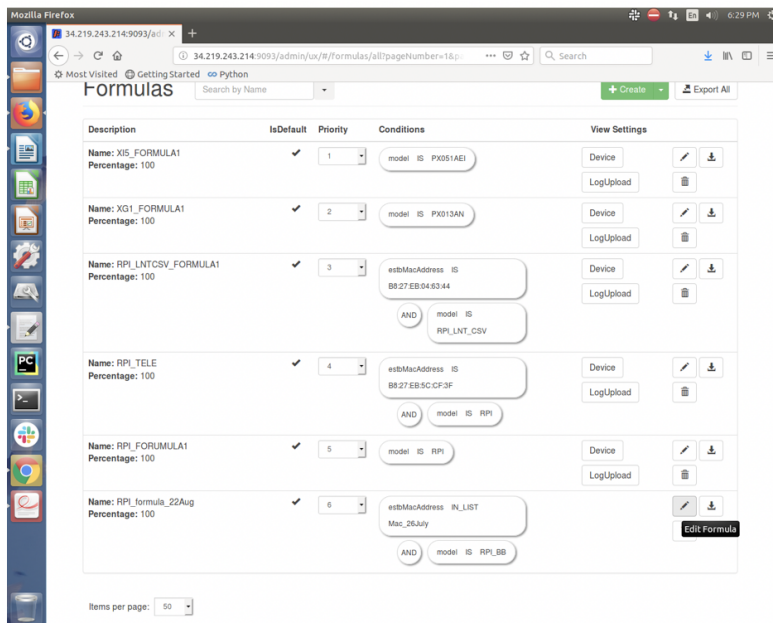 Mozilla Firefox
En
6:29 PM
34.219.243.214:9093/adm
34.219.243.214:9093/admin/ux/#/formulas/all?pageNumber=1&p
Search
Most Visited Getting Started Python
Formulas
Search by Name
Create
Export All
Description IsDefault Priority Conditions View Settings
Name: XI5_FORMULA1
Percentage: 100
1
model IS PX051AEI
Device
LogUpload
Name: XG1_FORMULA1
Percentage: 100
2
model IS PX013AN
Device
LogUpload
Name: RPI_LNTCSV_FORMULA1
Percentage: 100
3
estbMacAddress IS
B8:27:EB:04:63:44
AND
model IS
RPI_LNT_CSV
Device
LogUpload
Name: RPI_TELE
Percentage: 100
4
estbMacAddress IS
B8:27:EB:5C:CF:3F
AND
model IS RPI
Device
LogUpload
Name: RPI_FORUMULA1
Percentage: 100
5
model IS RPI
Device
LogUpload
Name: RPI_formula_22Aug
Percentage: 100
6
estbMacAddress IN_LIST
Mac_26July
AND
model IS RPI_BB
Edit Formula
Items per page: 50
PC